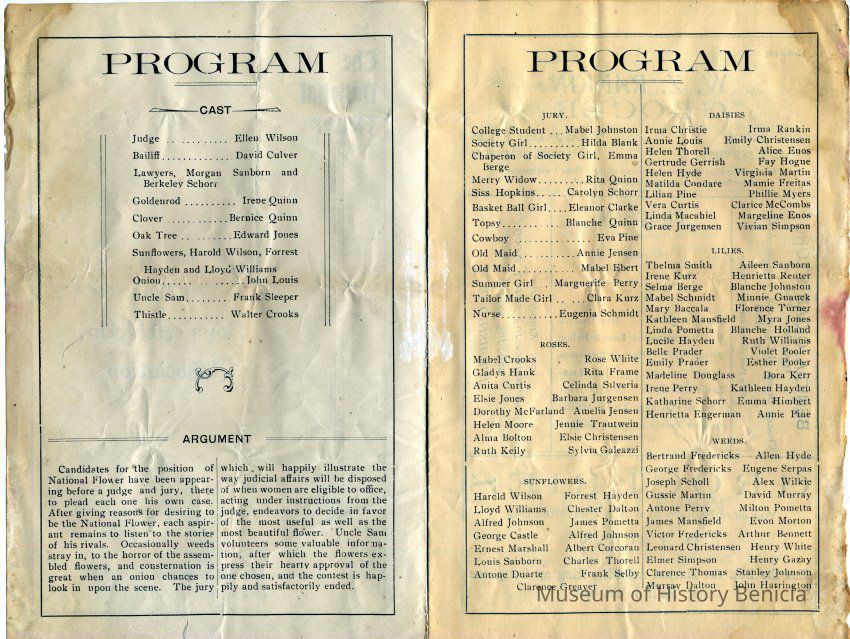 PROGRAM
CAST
Judge .. .......... Ellen Wilson
Bailiff............ David Culver
Lawyers, Morgan Sanborn and
Berkeley Schorr
Goldenrod .......... Irene Quinn
Clover .. ......... Bernice Quinn
Oak Tree .. ....... Edward Jones
Sunflowers, Harold Wilson, Forrest
Hayden and Lloyd Williams
Onion................ John Louis
Uncle Sam........ Frank Sleeper
Thistle........... Walter Crooks
ARGUMENT
Candidates for the position of
National Flower have been appear-
ing before a judge and jury, there
to plead each one his own case.
After giving reasons for desiring to
be the National Flower, each aspir-
ant remains to listen to the stories
of his rivals. Occasionally weeds
stray in, to the horror of the assem-
bled flowers, and consternation is
great when an onion chances to
look in upon the scene. The jury
which, will happily illustrate the
way judicial affairs will be disposed
of when women are eligible to office,
acting under instructions from the
judge, endeavors to decide in favor
of the most useful as well as the
most beautiful flower. Uncle Sam
volunteers some valuable informa-
tion, after which the flowers ex-
press their hearty approval of the
one chosen, and the contest is hap-
pily and satisfactorily ended.
PROGRAM
JURY.
College Student ... Mabel Johnston
Society Girl.......... Hilda Blank
Chaperon of Society Girl, Emma
Berge
Merry Widow......... Rita Quinn
Siss Hopkins..... Carolyn Schorr
Basket Ball Girl.... Eleanor Clarke
Topsy........... Blanche Quinn
Cowboy ............... Eva Pine
Old Maid ........ Annie Jensen
Old Maid ......... Mabel Ebert
Summer Girl .. Marguerite Perry
Tailor Made Girl .. .. Clara Kurz
Nurse.......... Eugenia Schmidt
ROSES.
Mabel Crooks Rose White
Gladys Hank Rita Frame
Anita Curtis Celinda Silveria
Elsie Jones Barbara Jurgensen
Dorothy McFarland Amelia Jensen
Helen Moore Jennie Trautwein
Alma Bolton Elsie Christensen
Ruth Keily Sylvia Galeazzi
SUNFLOWERS.
Harold Wilson Forrest Hayden
Lloyd Williams Chester Dalton
Alfred Johnson James Pometta
George Castle Alfred Johnson
Ernest Marshall Albert Corcoran
Louis Sanborn Charles Thorell
Antone Duarte Frank Selby
Clarence Greaver
DAISIES
Irma Christie Irma Rankin
Annie Louis Emily Christensen
Helen Thorell Alice Enos
Gertrude Gerrish Fay Hogue
Helen Hyde Virginia Martin
Matilda Condare Mamie Freitas
Lilian Pine Phillie Myers
Vera Curtis Clarice McCombs
Linda Macahiel Margeline Enos
Grace Jurgensen Vivian Simpson
LILIES.
Thelma Smith Aileen Sanborn
Irene Kurz Henrietta Reuter
Selma Berge Blanche Johnston
Mabel Schmidt Minnie Gnauck
Mary Baccala Florence Turner
Kathleen Mansfield Myra Jones
Linda Pometta Blanche Holland
Lucile Hayden Ruth Williams
Belle Prader Violet Pooler
Emily Prader Esther Pooler
Madeline Douglass Dora Kerr
Irene Perry Kathleen Hayden
Katharine Schorr Emma Himbert
Henrietta Engerman Annie Pine
WEEDS.
Bertrand Fredericks Allen Hyde
George Fredericks Eugene Serpas
Joseph Scholl Alex Wilkie
Gussie Martin David Murray
Antone Perry Milton Pometta
James Mansfield Evon Morton
Victor Fredericks Arthur Bennett
Leonard Christensen Henry White
Elmer Simpson Henry Gazay
Clarence Thomas Stanley Johnson
Murray Dalton John Harrington
Museum of History Benicia